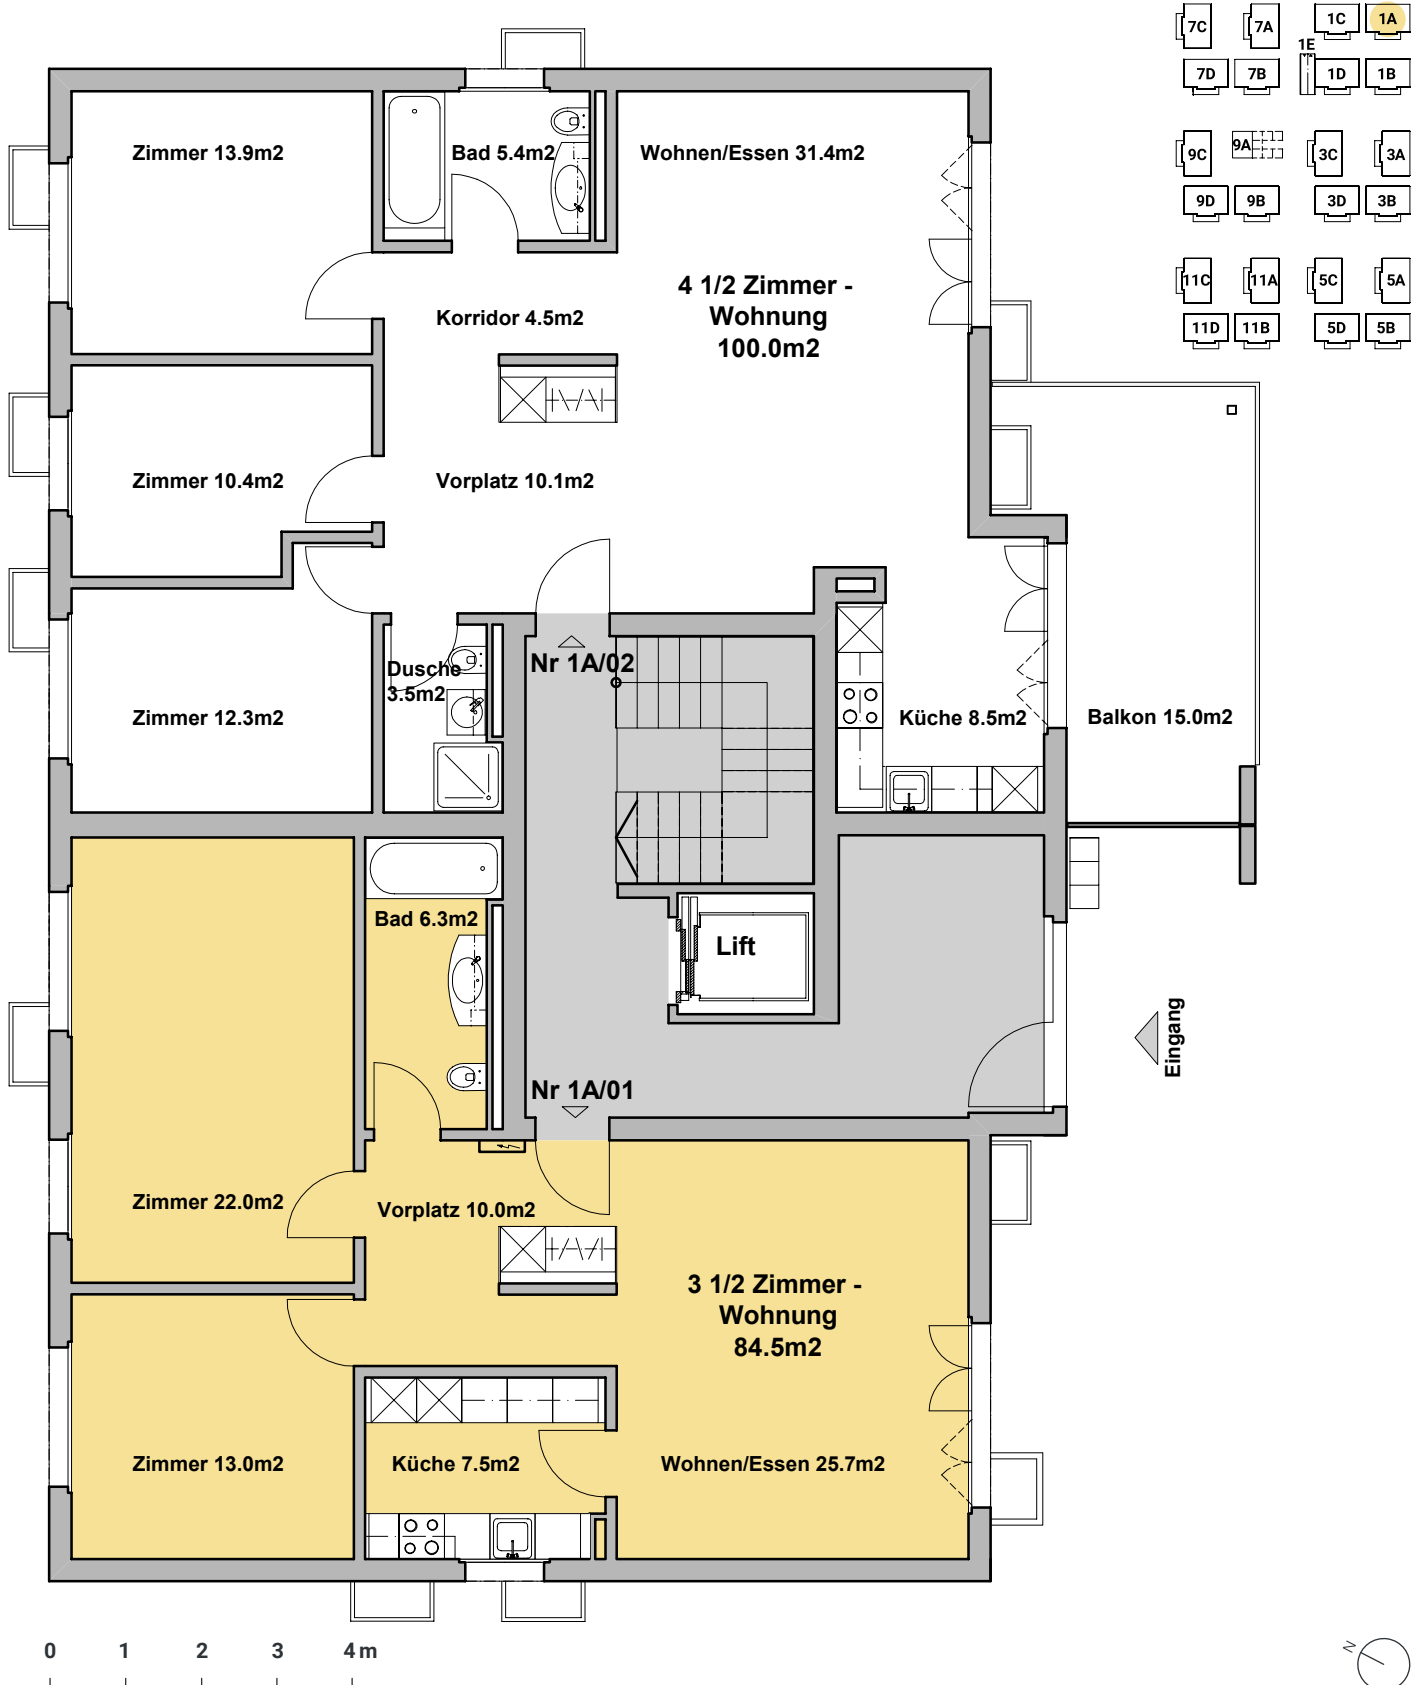 7C
7A
1C
1A
1E
7D
7B
1D
1B
9C
9A
3C
3A
9D
9B
3D
3B
11C
11A
5C
5A
11D
11B
5D
5B
Zimmer 13.9m2
Bad 5.4m2
Wohnen/Essen 31.4m2
4 1/2 Zimmer -
Wohnung
100.0m2
Korridor 4.5m2
Zimmer 10.4m2
Vorplatz 10.1m2
Nr 1A/02
Dusche
3.5m2
Zimmer 12.3m2
Küche 8.5m2
Balkon 15.0m2
Bad 6.3m2
Lift
Eingang
Nr 1A/01
Zimmer 22.0m2
Vorplatz 10.0m2
3 1/2 Zimmer -
Wohnung
84.5m2
Zimmer 13.0m2
Küche 7.5m2
Wohnen/Essen 25.7m2
0 1 2 3 4 m
N